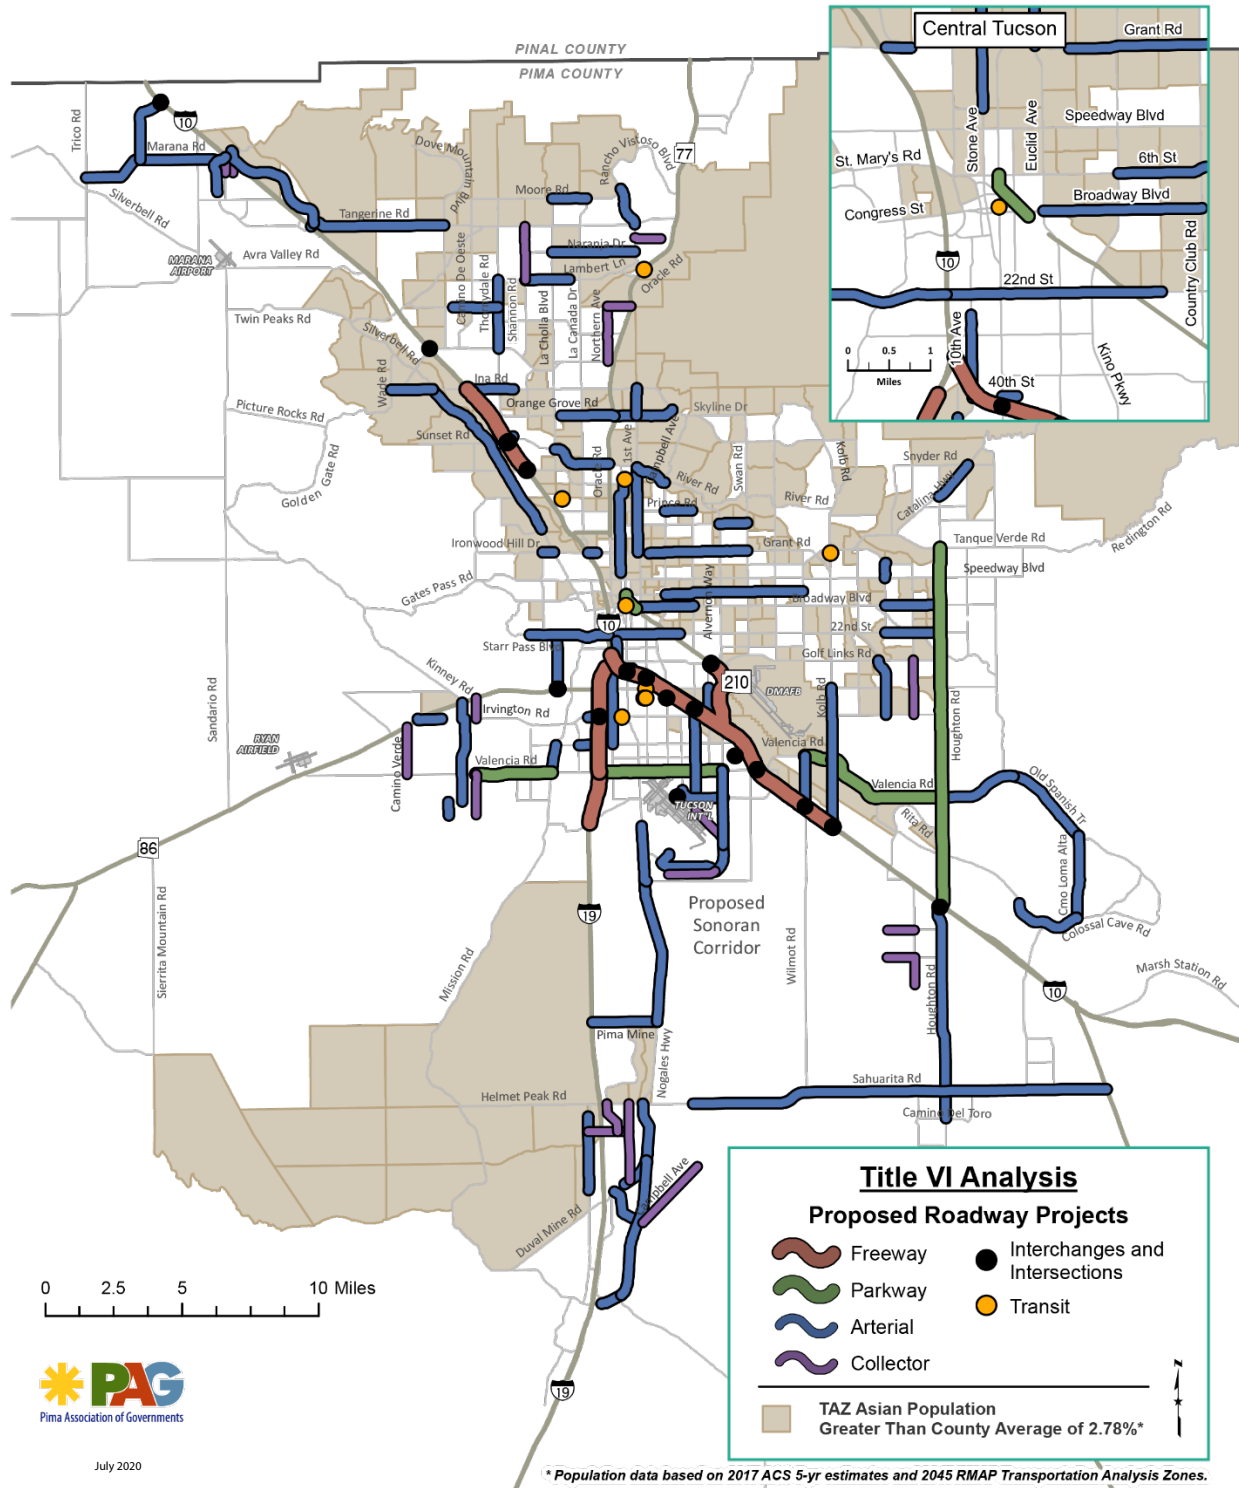 PINAL COUNTY
PIMA COUNTY
Central Tucson
Grant Rd
Stone Ave
Euclid Ave
Speedway Blvd
St. Mary's Rd
6th St
Broadway Blvd
Congress St
Country Club Rd
10
22nd St
10th Ave
Kino Pkwy
40th St
0 0.5 1
Miles
Trico Rd
10
Marana Rd
Silverbell Rd
Tangerine Rd
MARANA
AIRPORT
Avra Valley Rd
Twin Peaks Rd
Silverbell Rd
Dove Mountain Blvd
Rancho Vistoso Blvd
77
Moore Rd
Naranja Dr
Lambert Ln
Oracle Rd
Camino De Oeste
Thornydale Rd
Shannon Rd
La Cholla Blvd
La Canada Dr
Northern Ave
Wade Rd
Ina Rd
Orange Grove Rd
Skyline Dr
Picture Rocks Rd
Sunset Rd
Golden Gate Rd
Oracle Rd
1st Ave
Campbell Ave
River Rd
Swan Rd
Kolb Rd
River Rd
Prince Rd
Snyder Rd
Catalina Hwy
Redington Rd
Ironwood Hill Dr
Grant Rd
Tanque Verde Rd
Speedway Blvd
Gates Pass Rd
Alvernon Way
Broadway Blvd
10
22nd St
Starr Pass Blvd
Golf Links Rd
Kinney Rd
210
DMAFB
Sandario Rd
Irvington Rd
Kolb Rd
Houghton Rd
RYAN
AIRFIELD
Camino Verde
Valencia Rd
Valencia Rd
Valencia Rd
Old Spanish Tr
TUCSON
INT'L
Rita Rd
86
Cmo Loma Alta
Proposed
Sonoran
Corridor
19
Colossal Cave Rd
Sierrita Mountain Rd
Mission Rd
Wilmot Rd
Houghton Rd
Marsh Station Rd
10
Pima Mine
Nogales Hwy
Sahuarita Rd
Helmet Peak Rd
Camino Del Toro
Campbell Ave
Duval Mine Rd
19
Title VI Analysis
Proposed Roadway Projects
Freeway
Parkway
Arterial
Collector
Interchanges and
Intersections
Transit
N
TAZ Asian Population
Greater Than County Average of 2.78%*
0 2.5 5 10 Miles
PAG
Pima Association of Governments
July 2020
* Population data based on 2017 ACS 5-yr estimates and 2045 RMAP Transportation Analysis Zones.